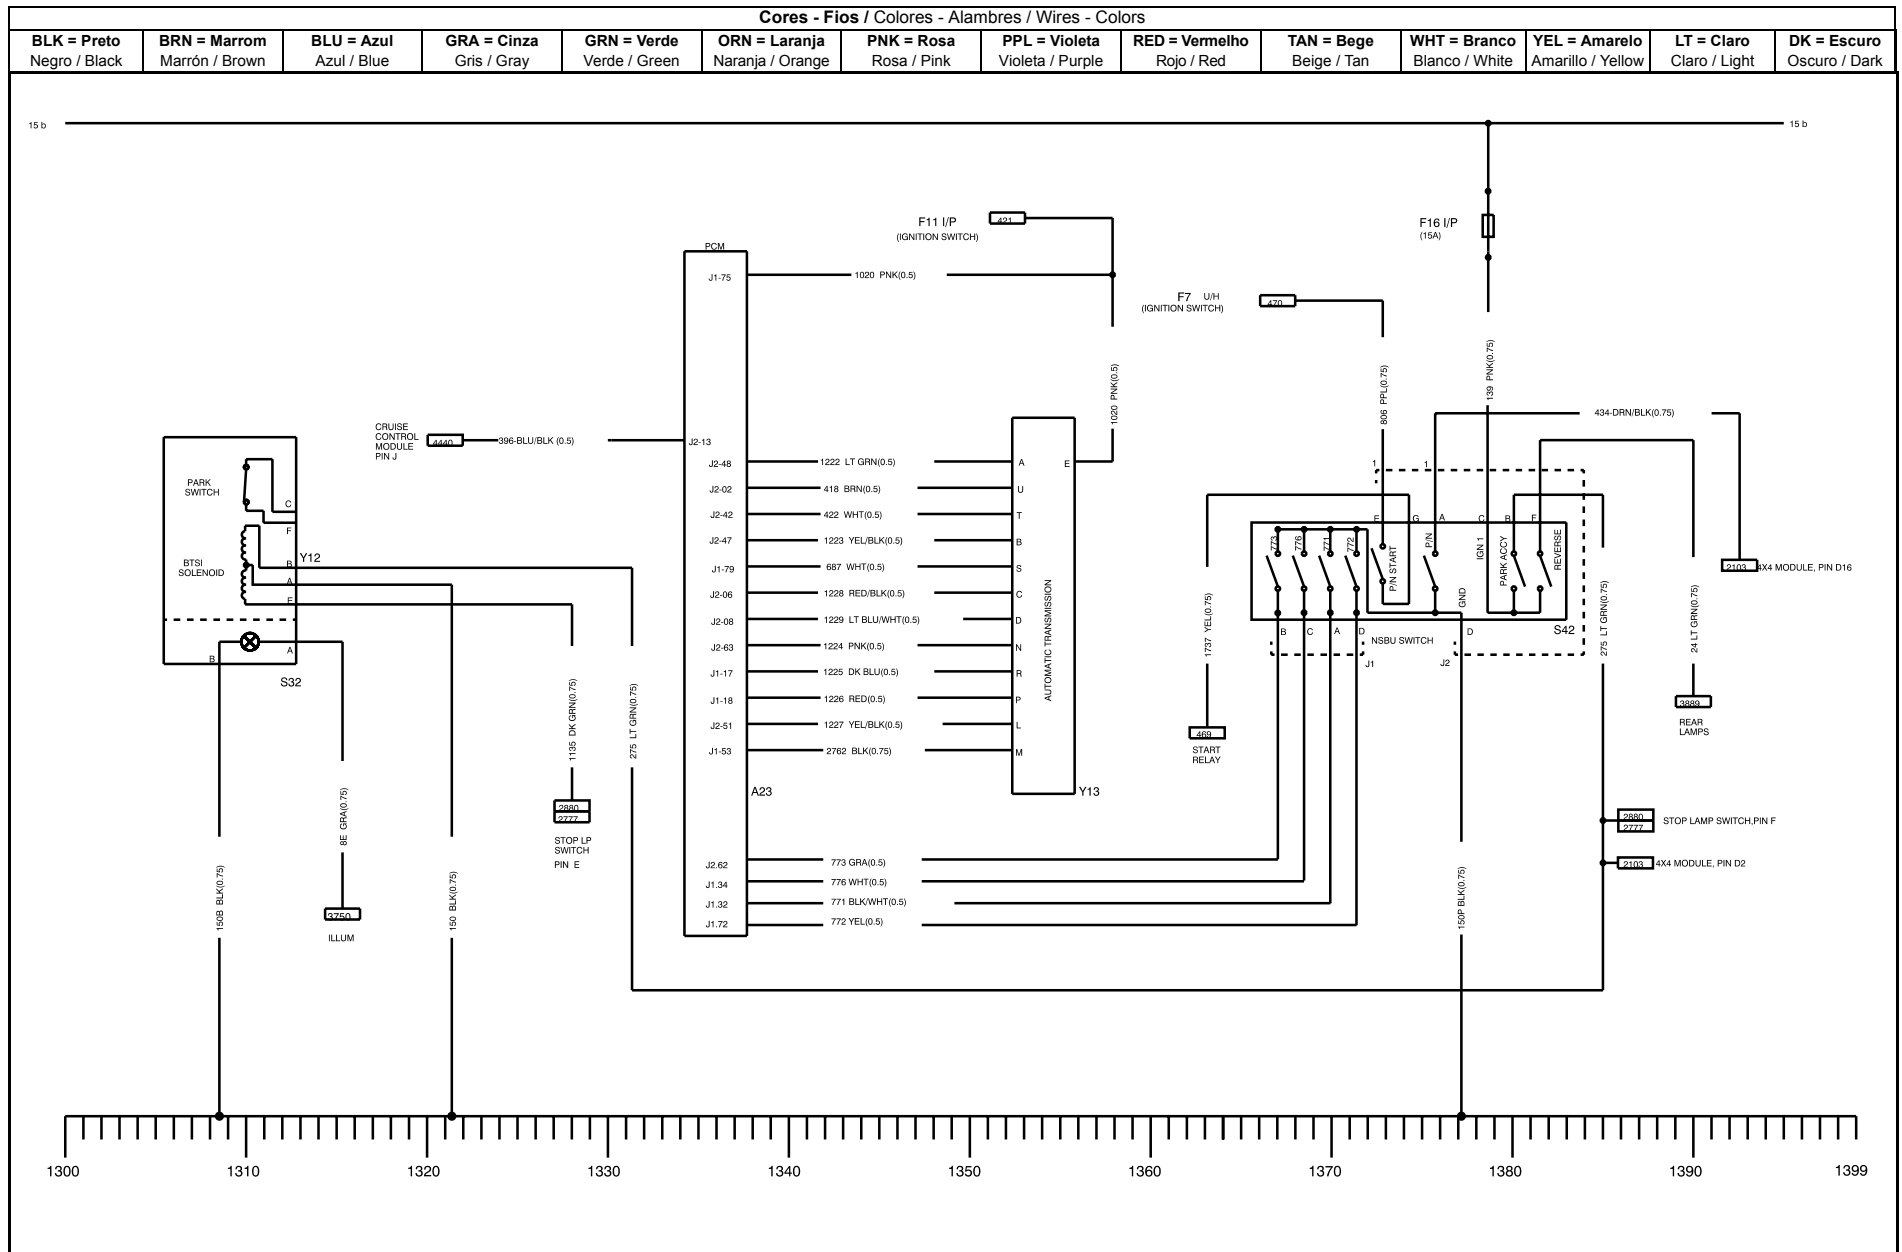 Cores - Fios / Colores - Alambres / Wires - Colors
BLK = Preto
Negro / Black
BRN = Marrom
Marrón / Brown
BLU = Azul
Azul / Blue
GRA = Cinza
Gris / Gray
GRN = Verde
Verde / Green
ORN = Laranja
Naranja / Orange
PNK = Rosa
Rosa / Pink
PPL = Violeta
Violeta / Purple
RED = Vermelho
Rojo / Red
TAN = Bege
Beige / Tan
WHT = Branco
Blanco / White
YEL = Amarelo
Amarillo / Yellow
LT = Claro
Claro / Light
DK = Escuro
Oscuro / Dark
15 b
15 b
F11 I/P
(IGNITION SWITCH)
421
F16 I/P
(15A)
PCM
J1-75
1020 PNK(0.5)
F7 U/H
(IGNITION SWITCH)
470
1020 PNK(0.5)
806 PPL(0.75)
139 PNK(0.75)
434-DRN/BLK(0.75)
CRUISE
CONTROL
MODULE
PIN J
4440
396-BLU/BLK (0.5)
J2-13
J2-48
1222 LT GRN(0.5)
A
E
J2-02
418 BRN(0.5)
U
J2-42
422 WHT(0.5)
T
J2-47
1223 YEL/BLK(0.5)
B
J1-79
687 WHT(0.5)
S
J2-06
1228 RED/BLK(0.5)
C
J2-08
1229 LT BLU/WHT(0.5)
D
J2-63
1224 PNK(0.5)
N
J1-17
1225 DK BLU(0.5)
R
J1-18
1226 RED(0.5)
P
J2-51
1227 YEL/BLK(0.5)
L
J1-53
2762 BLK(0.75)
M
AUTOMATIC TRANSMISSION
A23
Y13
PARK
SWITCH
C
F
BTSI
SOLENOID
Y12
B
A
E
A
B
S32
1
1
E
G
A
C
B
F
773
776
771
772
P/N START
P/N
IGN 1
PARK ACCY
REVERSE
GND
B
C
A
D
NSBU SWITCH
D
S42
J1
J2
2103
4X4 MODULE, PIN D16
1737 YEL(0.75)
275 LT GRN(0.75)
24 LT GRN(0.75)
469
START
RELAY
3889
REAR
LAMPS
1135 DK GRN(0.75)
275 LT GRN(0.75)
8E GRA(0.75)
150B BLK(0.75)
150 BLK(0.75)
150P BLK(0.75)
2880
2777
STOP LP
SWITCH
PIN E
2880
2777
STOP LAMP SWITCH,PIN F
2103
4X4 MODULE, PIN D2
3750
ILLUM
J2.62
773 GRA(0.5)
J1.34
776 WHT(0.5)
J1.32
771 BLK/WHT(0.5)
J1.72
772 YEL(0.5)
1300
1310
1320
1330
1340
1350
1360
1370
1380
1390
1399